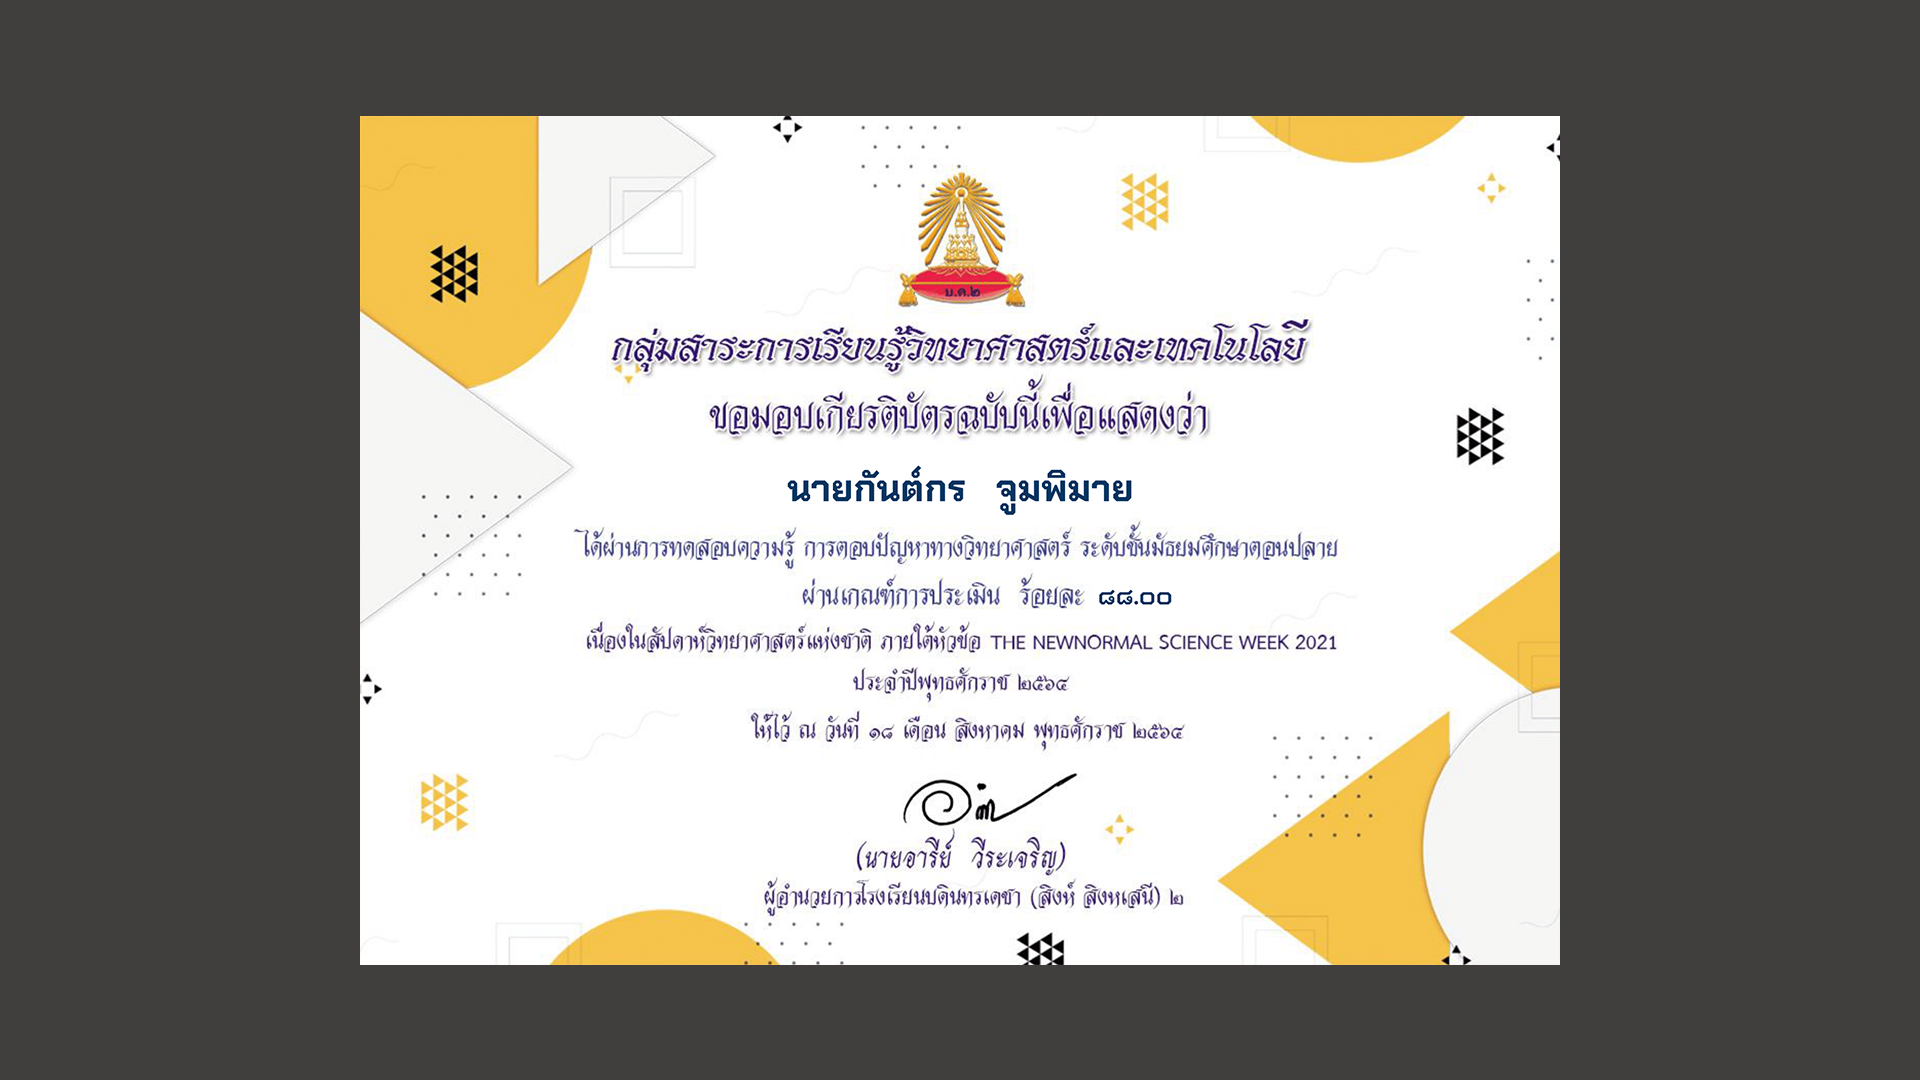 บ.ด.๒
กลุ่มสาระการเรียนรู้วิทยาศาสตร์และเทคโนโลยี
ขอมอบเกียรติบัตรฉบับนี้เพื่อแสดงว่า
นายกันต์กร จูมพิมาย
ได้ผ่านการทดสอบความรู้ การตอบปัญหาทางวิทยาศาสตร์ ระดับชั้นมัธยมศึกษาตอนปลาย
ผ่านเกณฑ์การประเมิน ร้อยละ ๘๘.๐๐
เนื่องในสัปดาห์วิทยาศาสตร์แห่งชาติ ภายใต้หัวข้อ THE NEWNORMAL SCIENCE WEEK 2021
ประจำปีพุทธศักราช ๒๕๖๔
ให้ไว้ ณ วันที่ ๑๘ เดือน สิงหาคม พุทธศักราช ๒๕๖๔
(นายอารีย์ วีระเจริญ)
ผู้อำนวยการโรงเรียนบดินทรเดชา (สิงห์ สิงหเสนี) ๒